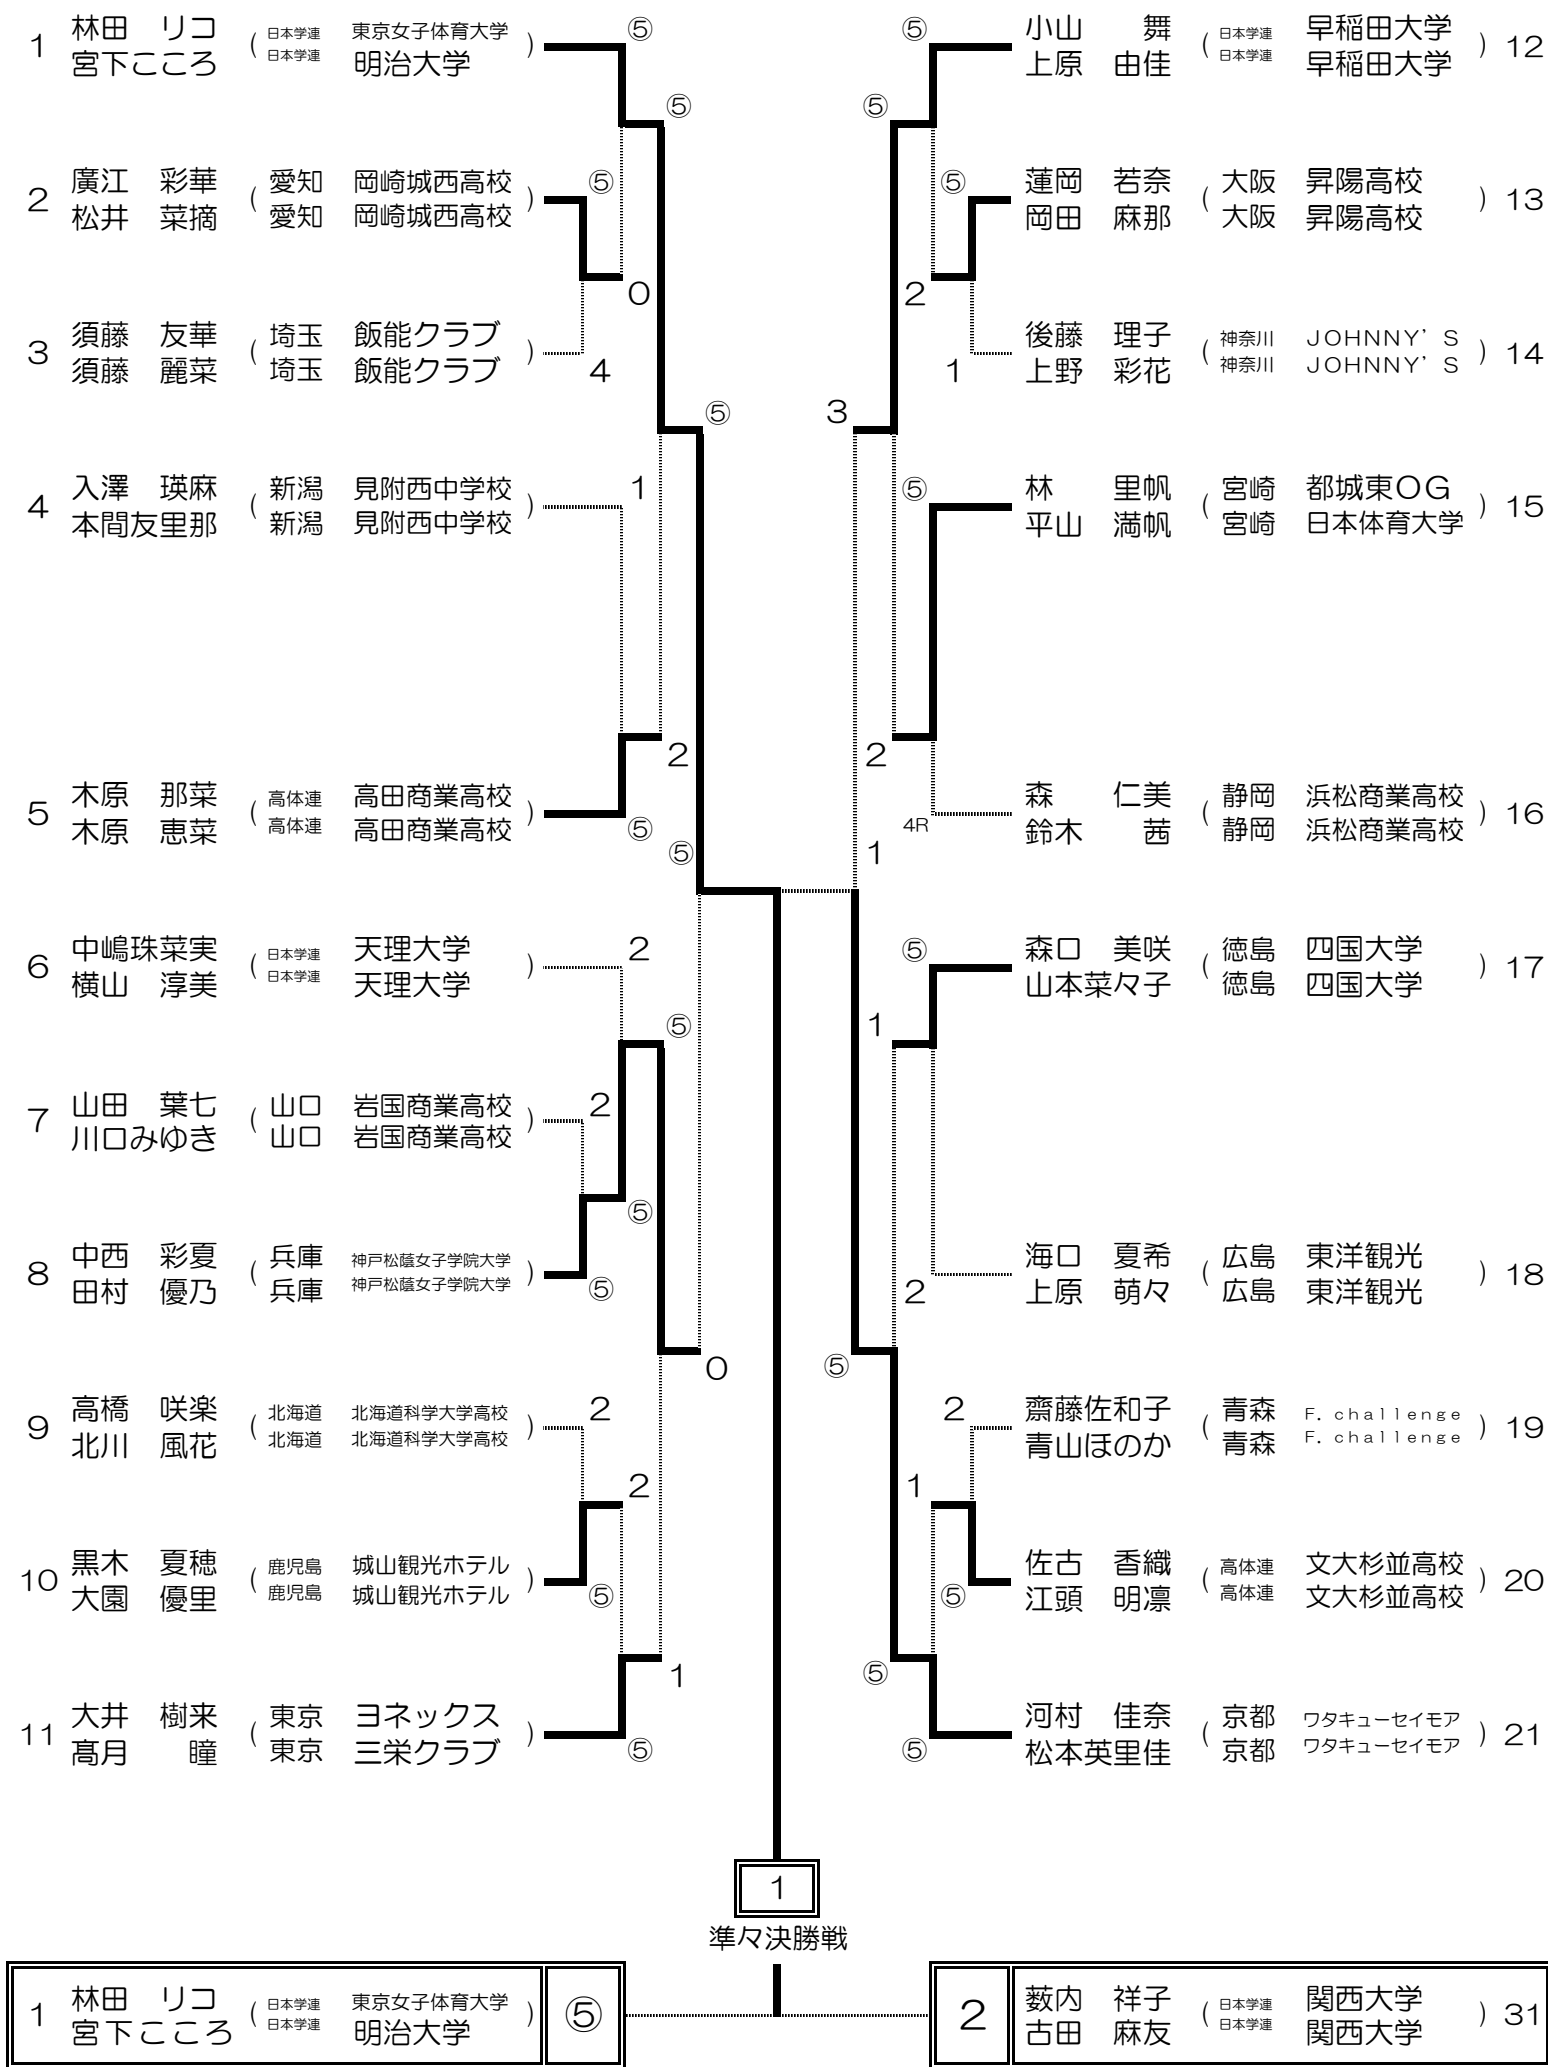 1 林田　リコ ( 日本学連 東京女子体育大学 )
宮下こころ 日本学連 明治大学
⑤
⑤
2 廣江　彩華 ( 愛知 岡崎城西高校 )
松井　菜摘 愛知 岡崎城西高校
⑤
0
3 須藤　友華 ( 埼玉 飯能クラブ )
須藤　麗菜 埼玉 飯能クラブ
4
⑤
4 入澤　瑛麻 ( 新潟 見附西中学校 )
本間友里那 新潟 見附西中学校
1
2
5 木原　那菜 ( 高体連 高田商業高校 )
木原　恵菜 高体連 高田商業高校
⑤
⑤
6 中嶋珠菜実 ( 日本学連 天理大学 )
横山　淳美 日本学連 天理大学
2
⑤
7 山田　葉七 ( 山口 岩国商業高校 )
川口みゆき 山口 岩国商業高校
2
⑤
8 中西　彩夏 ( 兵庫 神戸松蔭女子学院大学 )
田村　優乃 兵庫 神戸松蔭女子学院大学
⑤
0
9 高橋　咲楽 ( 北海道 北海道科学大学高校 )
北川　風花 北海道 北海道科学大学高校
2
2
10 黒木　夏穂 ( 鹿児島 城山観光ホテル )
大園　優里 鹿児島 城山観光ホテル
⑤
1
11 大井　樹来 ( 東京 ヨネックス )
髙月　瞳 東京 三栄クラブ
⑤
⑤
小山　舞 ( 日本学連 早稲田大学 ) 12
上原　由佳 日本学連 早稲田大学
⑤
⑤
蓮岡　若奈 ( 大阪 昇陽高校 ) 13
岡田　麻那 大阪 昇陽高校
2
後藤　理子 ( 神奈川 JOHNNY’S ) 14
上野　彩花 神奈川 JOHNNY’S
1
3
⑤
林　里帆 ( 宮崎 都城東OG ) 15
平山　満帆 宮崎 日本体育大学
2
森　仁美 ( 静岡 浜松商業高校 ) 16
鈴木　茜 静岡 浜松商業高校
4R
1
⑤
森口　美咲 ( 徳島 四国大学 ) 17
山本菜々子 徳島 四国大学
1
海口　夏希 ( 広島 東洋観光 ) 18
上原　萌々 広島 東洋観光
2
⑤
2
齋藤佐和子 ( 青森 F. challenge ) 19
青山ほのか 青森 F. challenge
1
佐古　香織 ( 高体連 文大杉並高校 ) 20
江頭　明凛 高体連 文大杉並高校
⑤
⑤
河村　佳奈 ( 京都 ワタキューセイモア ) 21
松本英里佳 京都 ワタキューセイモア
⑤
1
準々決勝戦
1 林田　リコ ( 日本学連 東京女子体育大学 ) ⑤
宮下こころ 日本学連 明治大学
2 薮内　祥子 ( 日本学連 関西大学 ) 31
古田　麻友 日本学連 関西大学